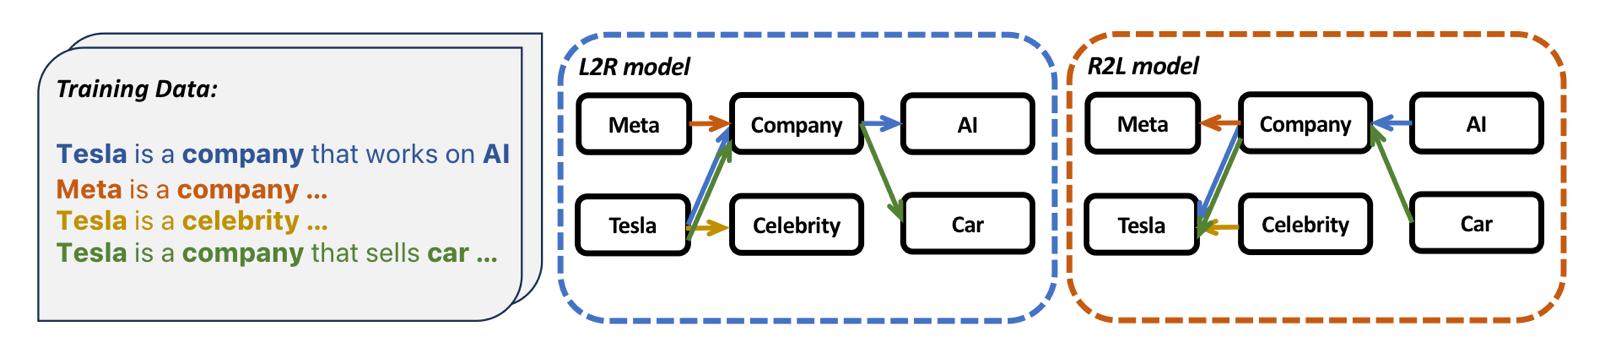 Training Data:
Tesla is a company that works on AI
Meta is a company ...
Tesla is a celebrity ...
Tesla is a company that sells car ...
L2R model
Meta
Company
AI
Tesla
Celebrity
Car
R2L model
Meta
Company
AI
Tesla
Celebrity
Car